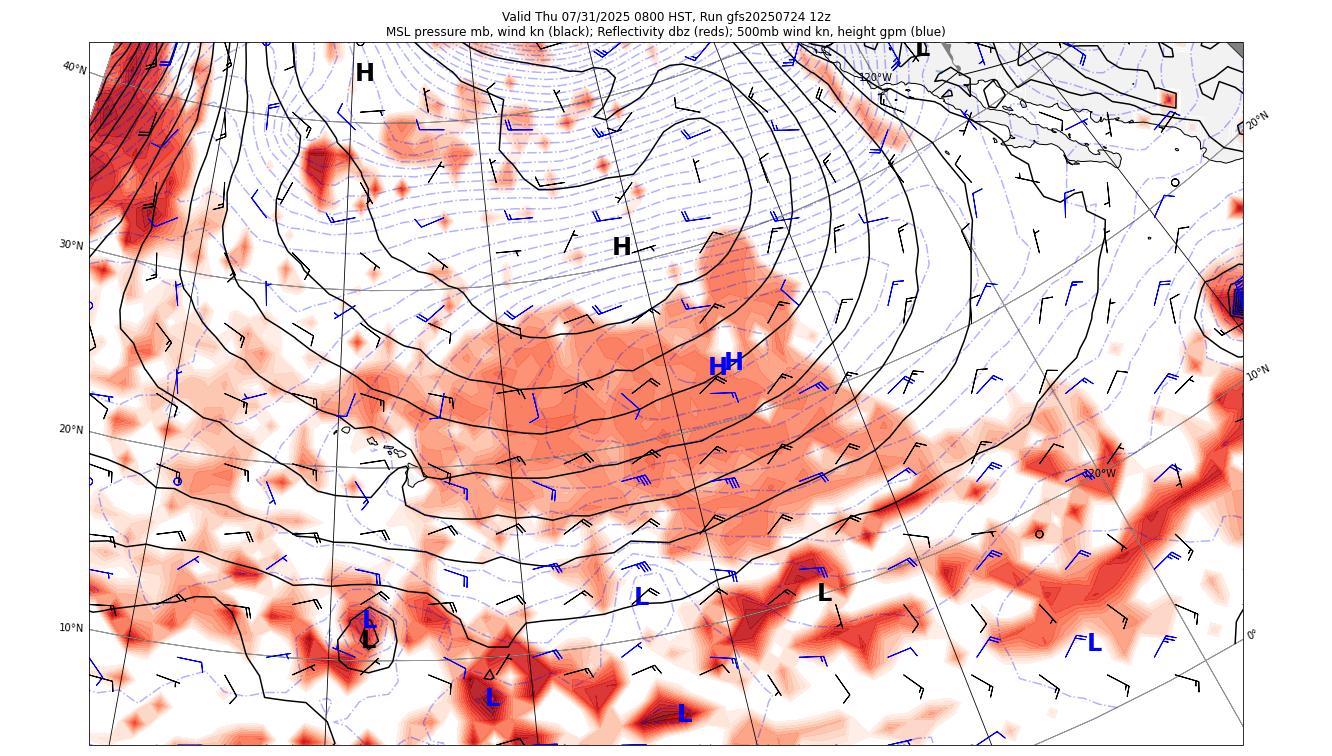 Valid Thu 07/31/2025 0800 HST, Run gfs20250724 12z
MSL pressure mb, wind kn (black); Reflectivity dbz (reds); 500mb wind kn, height gpm (blue)
L
40°N
H
120°W
20°N
30°N
H
H
H
10°N
20°N
120°W
L
L
L
10°N
L
L
0°
L
L
L